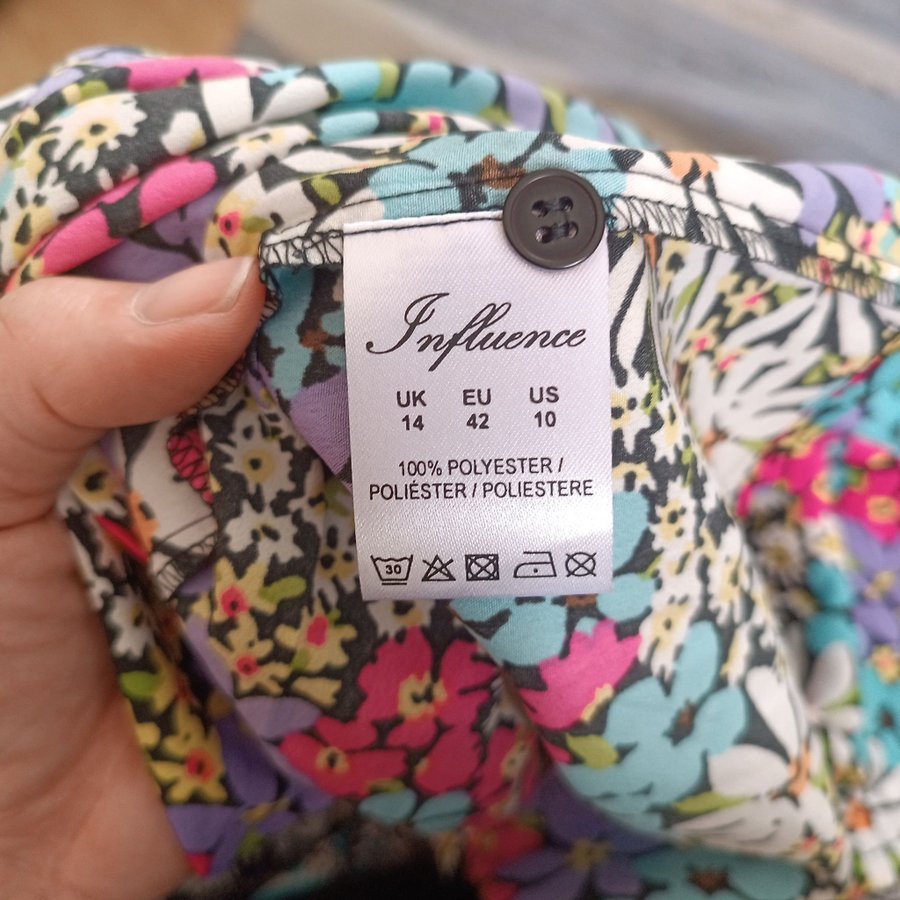 Influence
UK EU US
14 42 10
100% POLYESTER /
POLIÉSTER / POLIESTERE
30